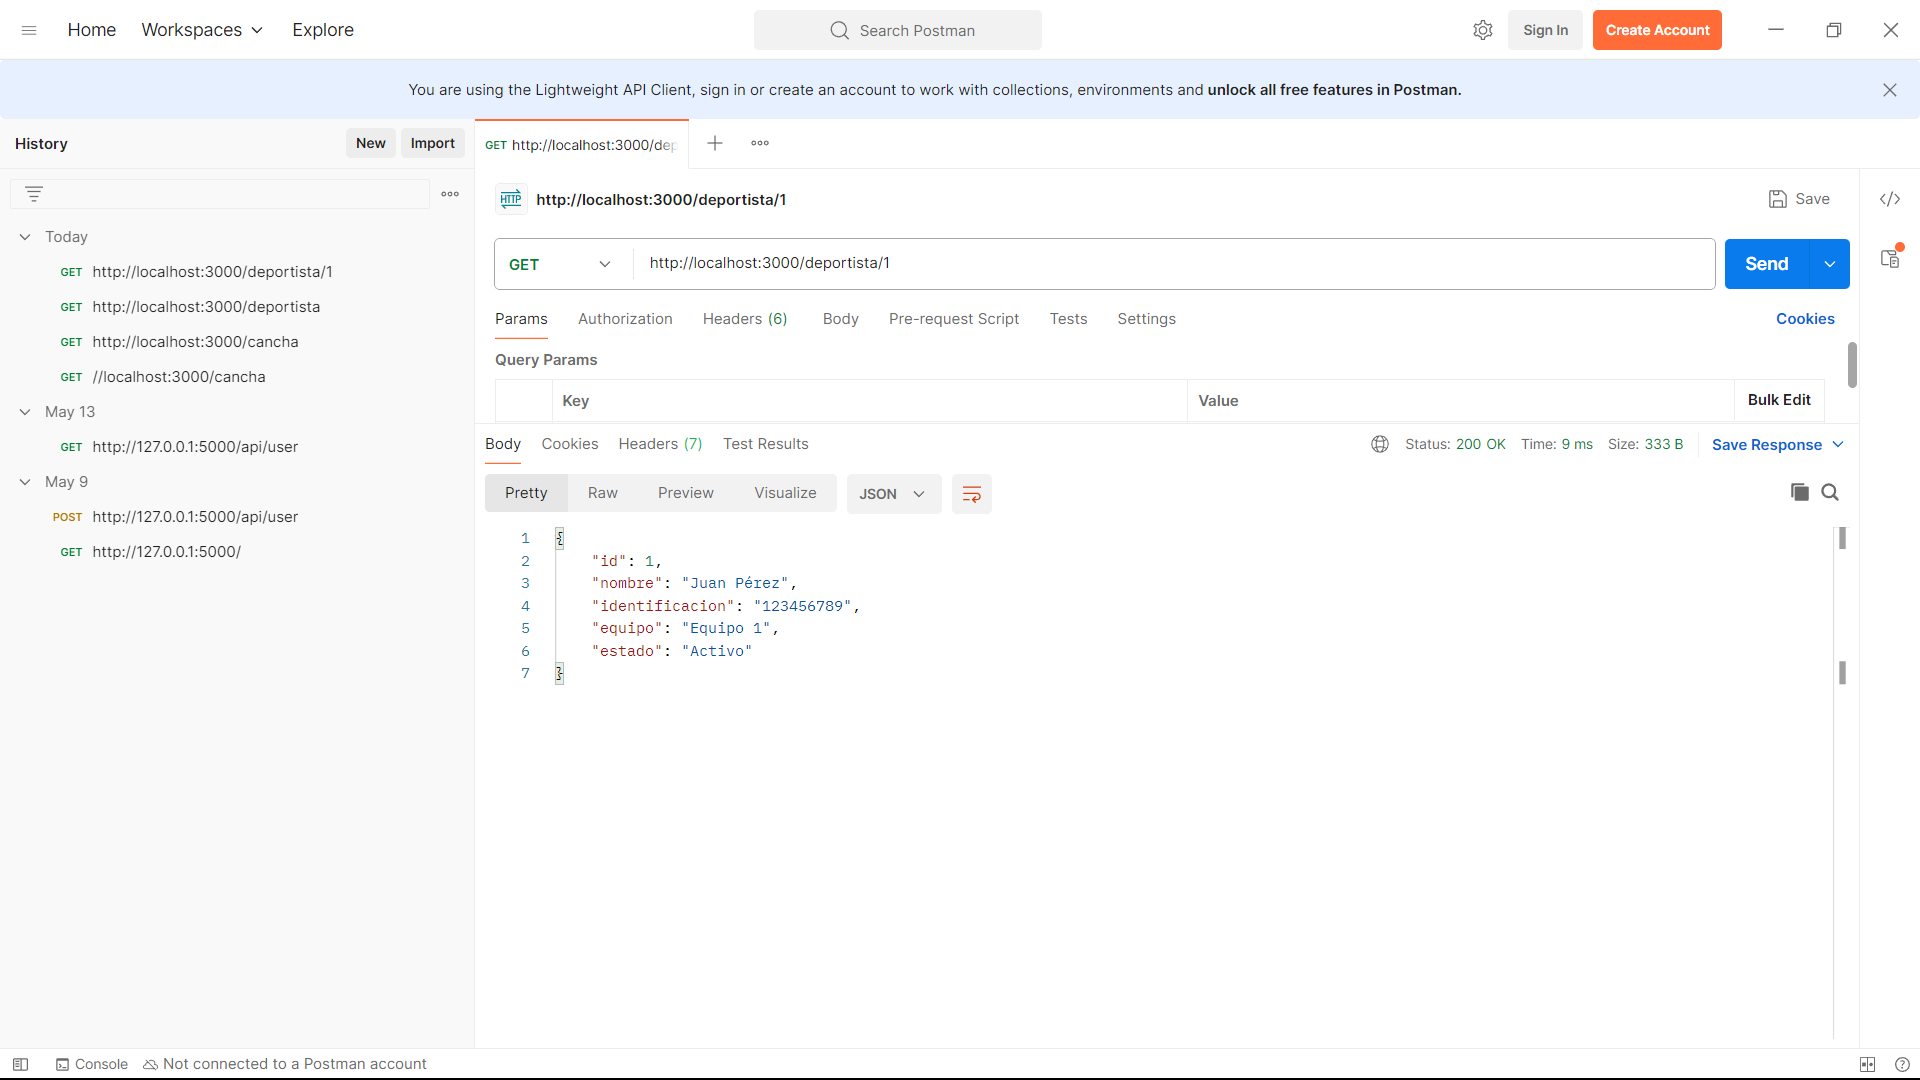 Home Workspaces Explore Search Postman Sign In Create Account
You are using the Lightweight API Client, sign in or create an account to work with collections, environments and unlock all free features in Postman.
History New Import
Today
GET http://localhost:3000/deportista/1
GET http://localhost:3000/deportista
GET http://localhost:3000/cancha
GET //localhost:3000/cancha
May 13
GET http://127.0.0.1:5000/api/user
May 9
POST http://127.0.0.1:5000/api/user
GET http://127.0.0.1:5000/
GET http://localhost:3000/dep
HTTP http://localhost:3000/deportista/1 Save
GET http://localhost:3000/deportista/1 Send
Params Authorization Headers (6) Body Pre-request Script Tests Settings Cookies
Query Params
Key Value Bulk Edit
Body Cookies Headers (7) Test Results Status: 200 OK Time: 9 ms Size: 333 B Save Response
Pretty Raw Preview Visualize JSON
1 {
2 "id": 1,
3 "nombre": "Juan Pérez",
4 "identificacion": "123456789",
5 "equipo": "Equipo 1",
6 "estado": "Activo"
7 }
Console Not connected to a Postman account